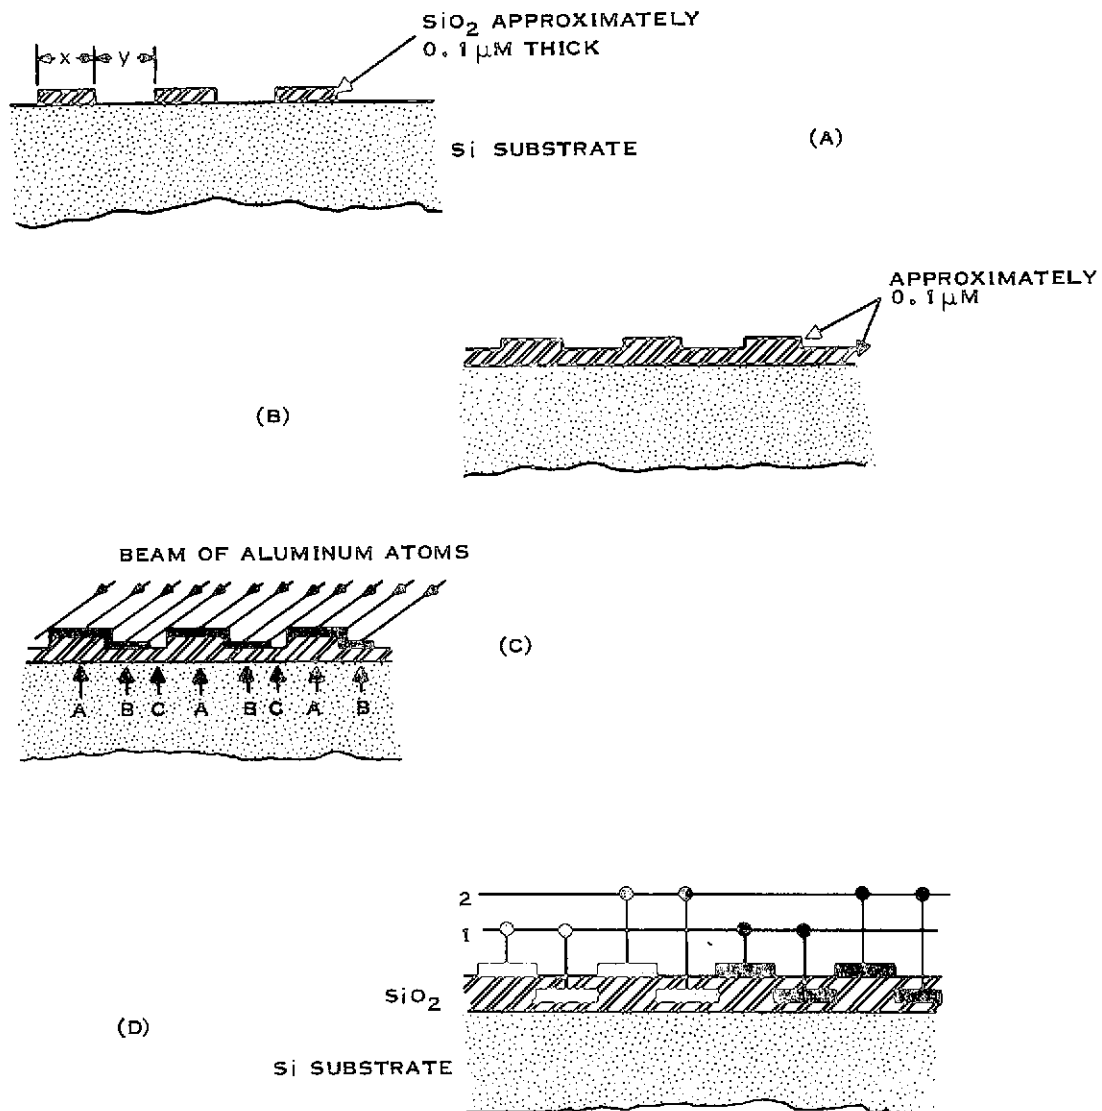 SiO₂ APPROXIMATELY
0.1 μM THICK
x y
Si SUBSTRATE
(A)
APPROXIMATELY
0.1 μM
(B)
BEAM OF ALUMINUM ATOMS
(C)
A B C A B C A B
2
1
SiO₂
(D)
Si SUBSTRATE